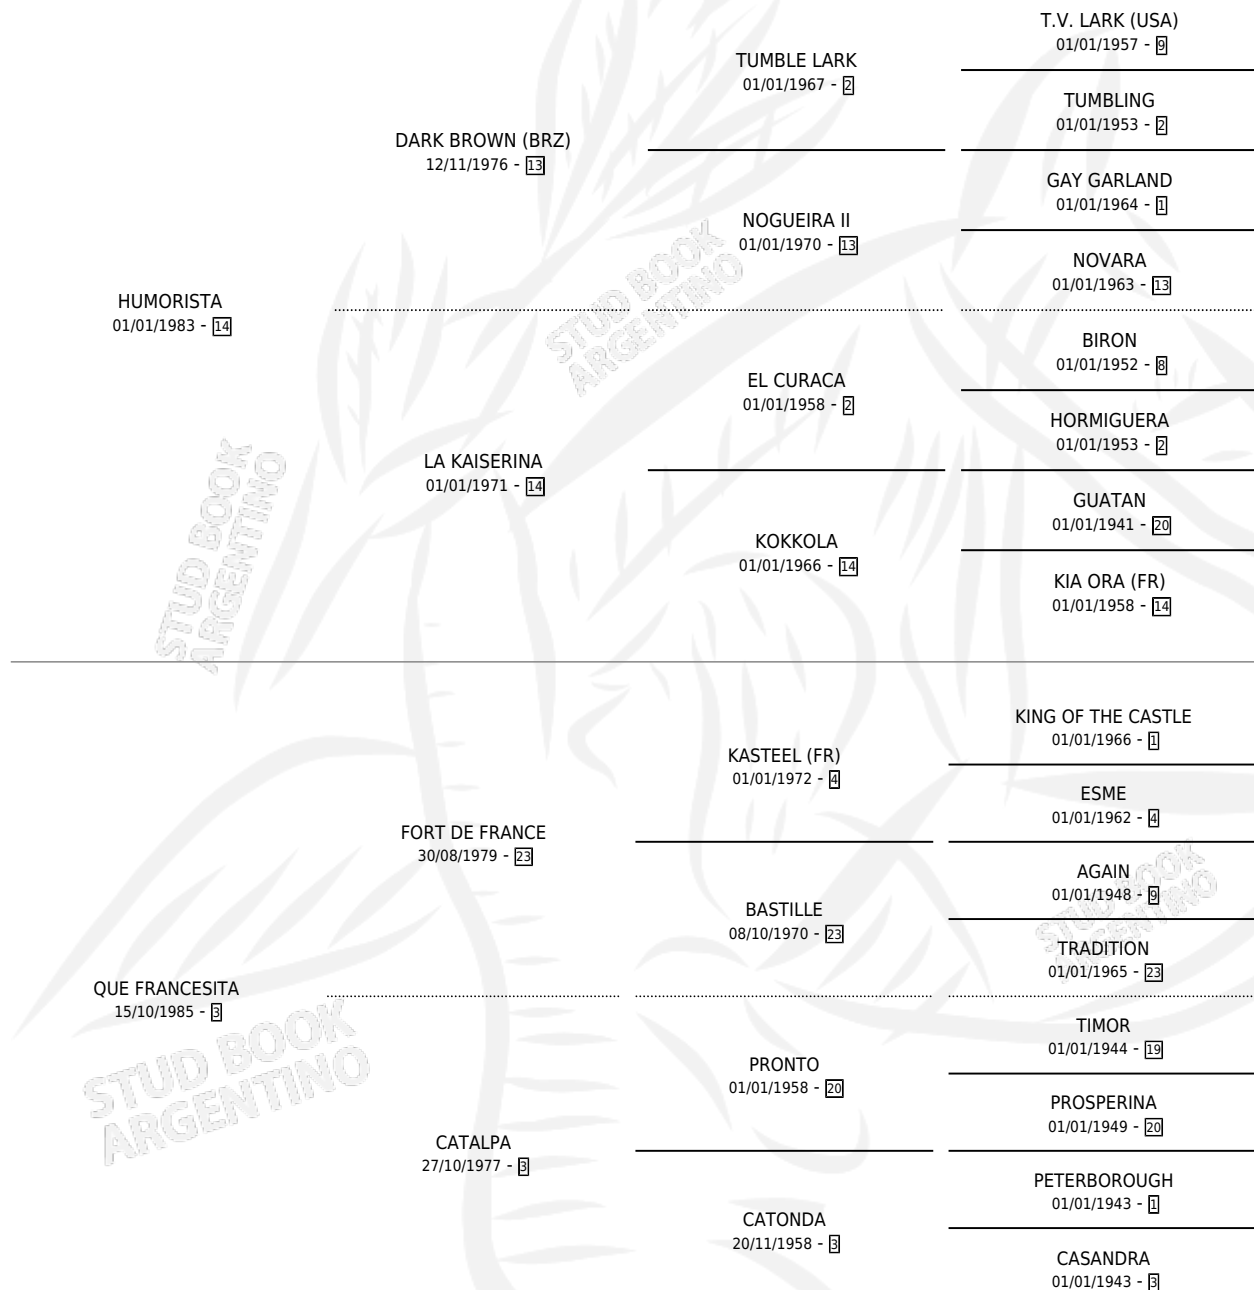 T.V. LARK (USA)
01/01/1957 - 9
TUMBLE LARK
01/01/1967 - 2
TUMBLING
01/01/1953 - 2
DARK BROWN (BRZ)
12/11/1976 - 13
GAY GARLAND
01/01/1964 - 1
NOGUEIRA II
01/01/1970 - 13
NOVARA
01/01/1963 - 13
HUMORISTA
01/01/1983 - 14
STUD BOOK
ARGENTINO
BIRON
01/01/1952 - 8
EL CURACA
01/01/1958 - 2
HORMIGUERA
01/01/1953 - 2
LA KAISERINA
01/01/1971 - 14
GUATAN
01/01/1941 - 20
KOKKOLA
01/01/1966 - 14
KIA ORA (FR)
01/01/1958 - 14
STUD BOOK
ARGENTINO
KING OF THE CASTLE
01/01/1966 - 1
KASTEEL (FR)
01/01/1972 - 4
ESME
01/01/1962 - 4
FORT DE FRANCE
30/08/1979 - 23
AGAIN
01/01/1948 - 9
BASTILLE
08/10/1970 - 23
STUD BOOK
ARGENTINO
TRADITION
01/01/1965 - 23
QUE FRANCESITA
15/10/1985 - 3
STUD BOOK
ARGENTINO
TIMOR
01/01/1944 - 19
PRONTO
01/01/1958 - 20
PROSPERINA
01/01/1949 - 20
CATALPA
27/10/1977 - 3
PETERBOROUGH
01/01/1943 - 1
CATONDA
20/11/1958 - 3
CASANDRA
01/01/1943 - 3